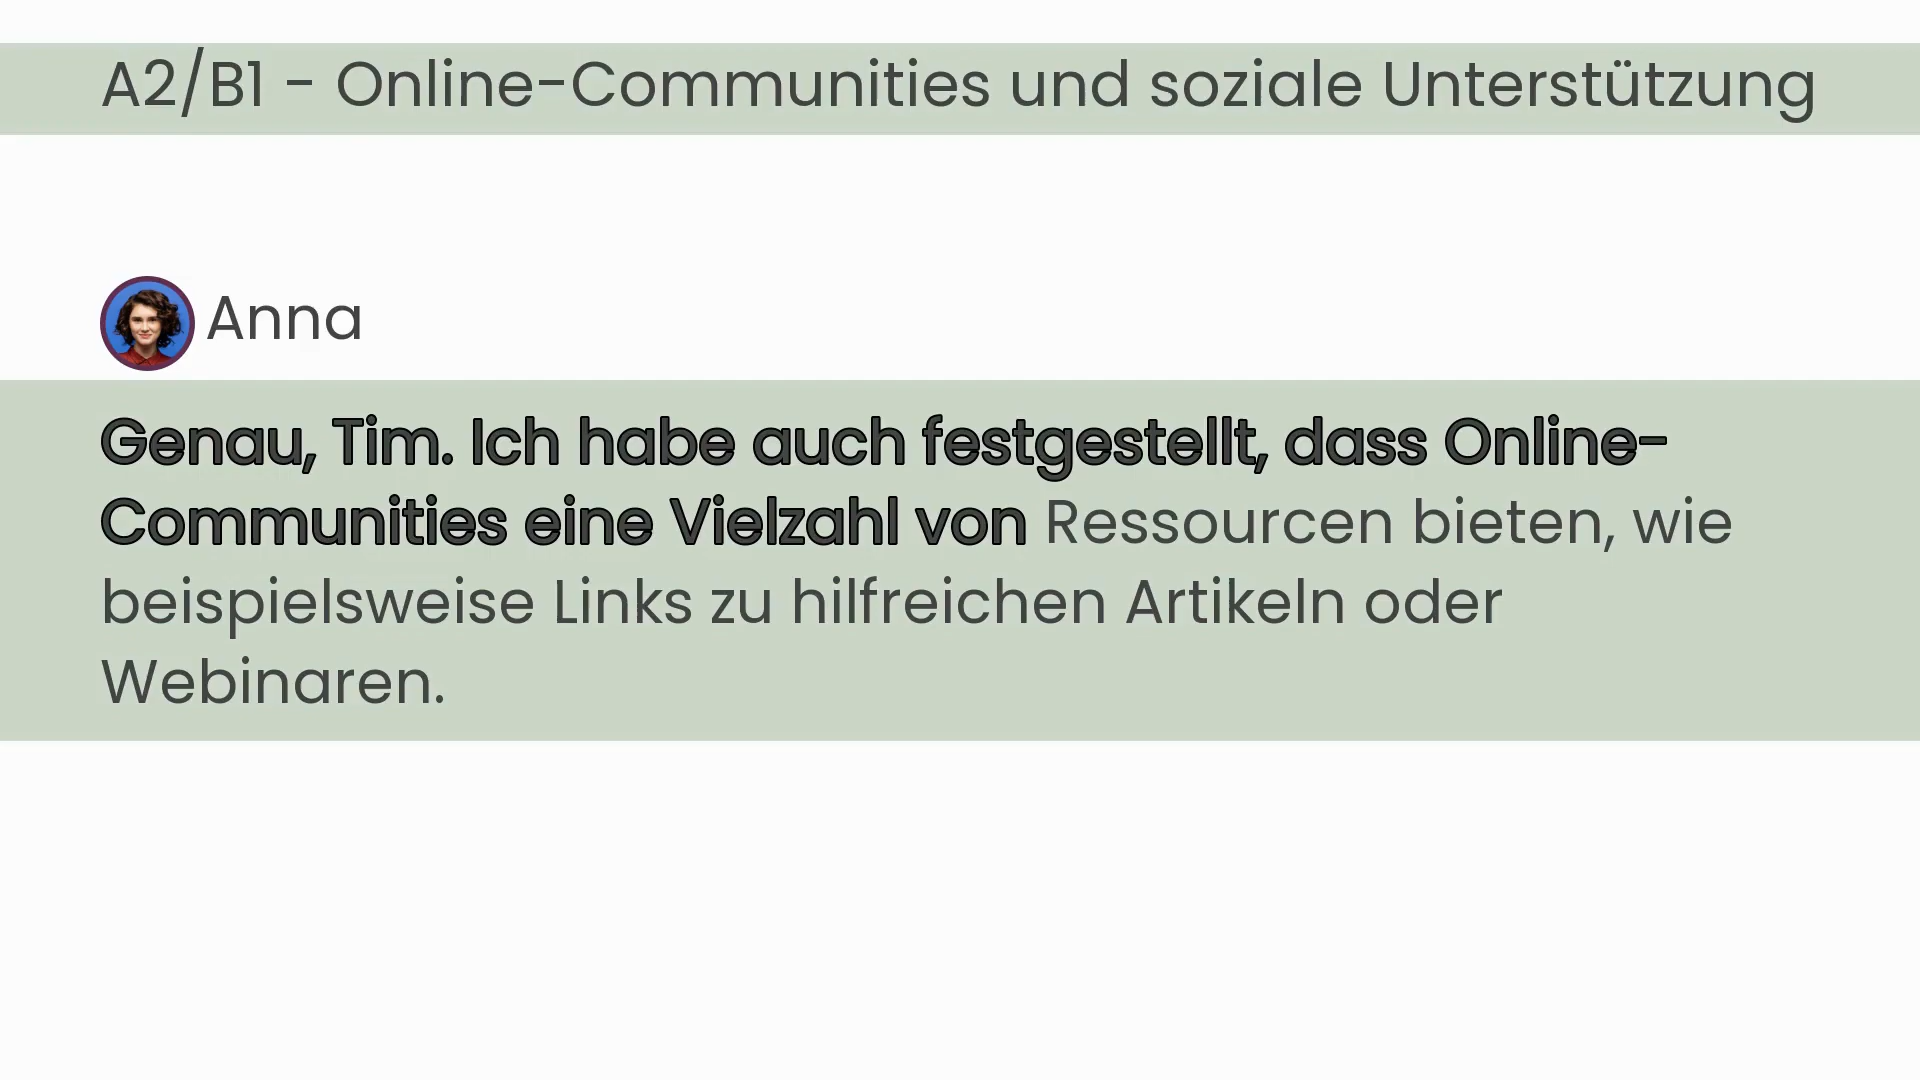 A2/B1 - Online-Communities und soziale Unterstützung
Anna
Genau, Tim. Ich habe auch festgestellt, dass Online-
Communities eine Vielzahl von Ressourcen bieten, wie
beispielsweise Links zu hilfreichen Artikeln oder
Webinaren.